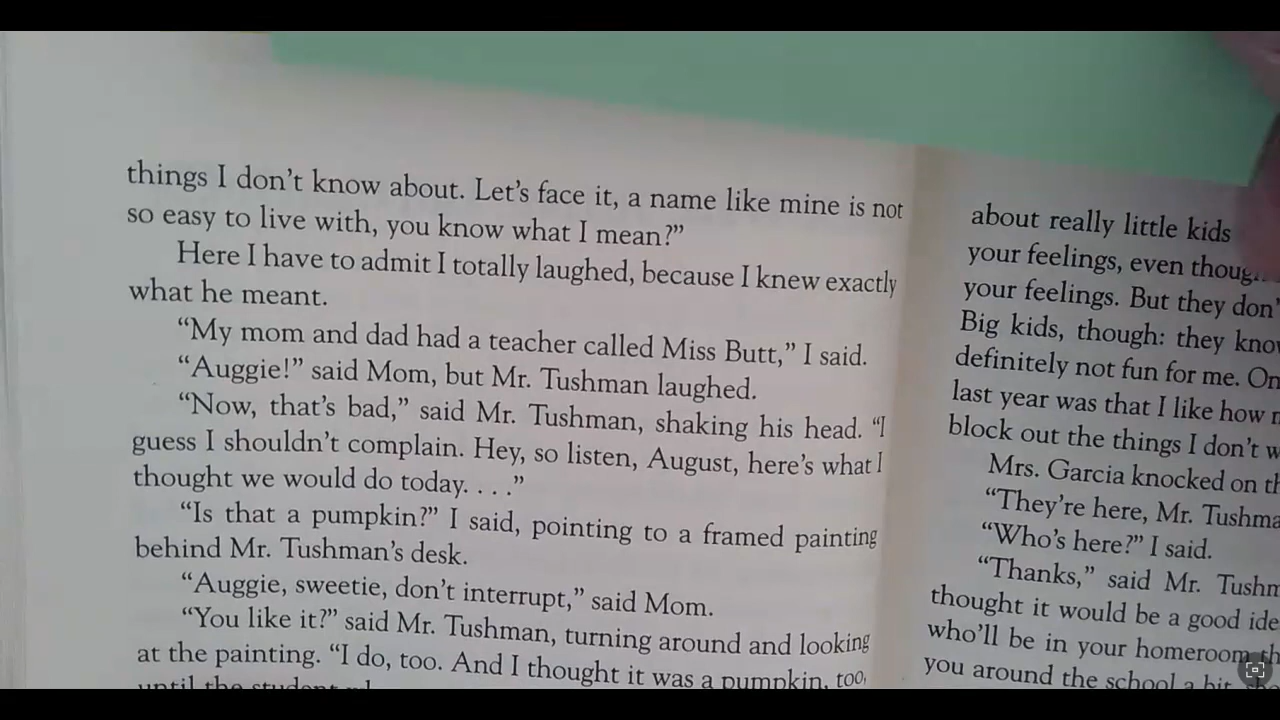 things I don't know about. Let's face it, a name like mine is not
so easy to live with, you know what I mean?”
Here I have to admit I totally laughed, because I knew exactly
what he meant.
“My mom and dad had a teacher called Miss Butt,” I said.
“Auggie!” said Mom, but Mr. Tushman laughed.
“Now, that's bad,” said Mr. Tushman, shaking his head. “I
guess I shouldn't complain. Hey, so listen, August, here's what I
thought we would do today. . . .”
“Is that a pumpkin?” I said, pointing to a framed painting
behind Mr. Tushman's desk.
“Auggie, sweetie, don't interrupt,” said Mom.
“You like it?” said Mr. Tushman, turning around and looking
at the painting. “I do, too. And I thought it was a pumpkin, too,
until the
about really little kids
your feelings, even
your feelings. But they
Big kids, though: they
definitely not fun for me.
last year was that I like how
block out the things I don't
Mrs. Garcia knocked on
“They're here, Mr.
“Who's here?” I said.
“Thanks,” said Mr.
thought it would be a good
who'll be in your homeroom
you around the school a bit,